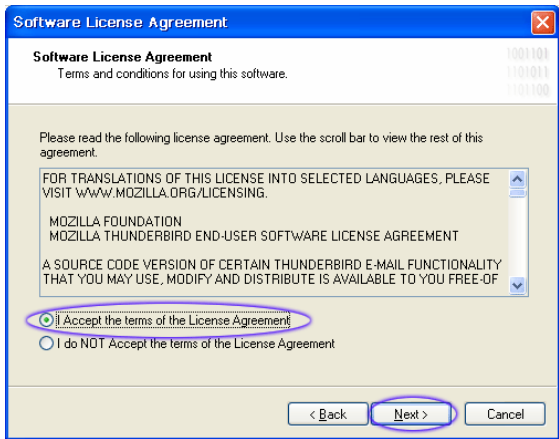 Software License Agreement
Software License Agreement
Terms and conditions for using this software.
1001101
1101011
1101100
Please read the following license agreement. Use the scroll bar to view the rest of this
agreement.
FOR TRANSLATIONS OF THIS LICENSE INTO SELECTED LANGUAGES, PLEASE
VISIT WWW.MOZILLA.ORG/LICENSING.
MOZILLA FOUNDATION
MOZILLA THUNDERBIRD END-USER SOFTWARE LICENSE AGREEMENT
A SOURCE CODE VERSION OF CERTAIN THUNDERBIRD E-MAIL FUNCTIONALITY
THAT YOU MAY USE, MODIFY AND DISTRIBUTE IS AVAILABLE TO YOU FREE-OF
I Accept the terms of the License Agreement
I do NOT Accept the terms of the License Agreement
< Back Next > Cancel